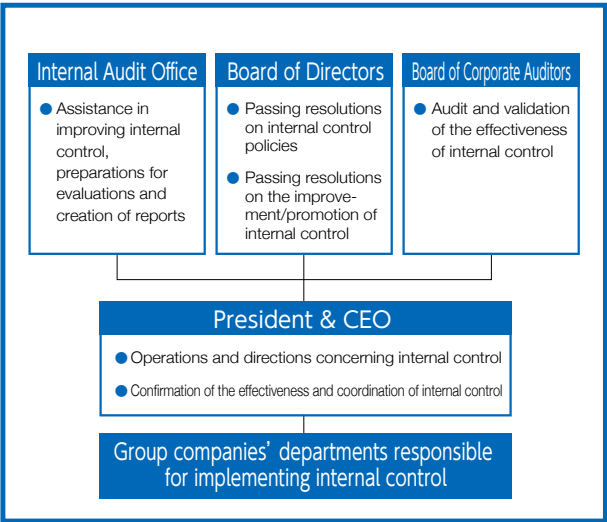 Internal Audit Office
● Assistance in
improving internal
control,
preparations for
evaluations and
creation of reports
Board of Directors
● Passing resolutions
on internal control
policies
● Passing resolutions
on the improve-
ment/promotion of
internal control
Board of Corporate Auditors
● Audit and validation
of the effectiveness
of internal control
President & CEO
● Operations and directions concerning internal control
● Confirmation of the effectiveness and coordination of internal control
Group companies' departments responsible
for implementing internal control